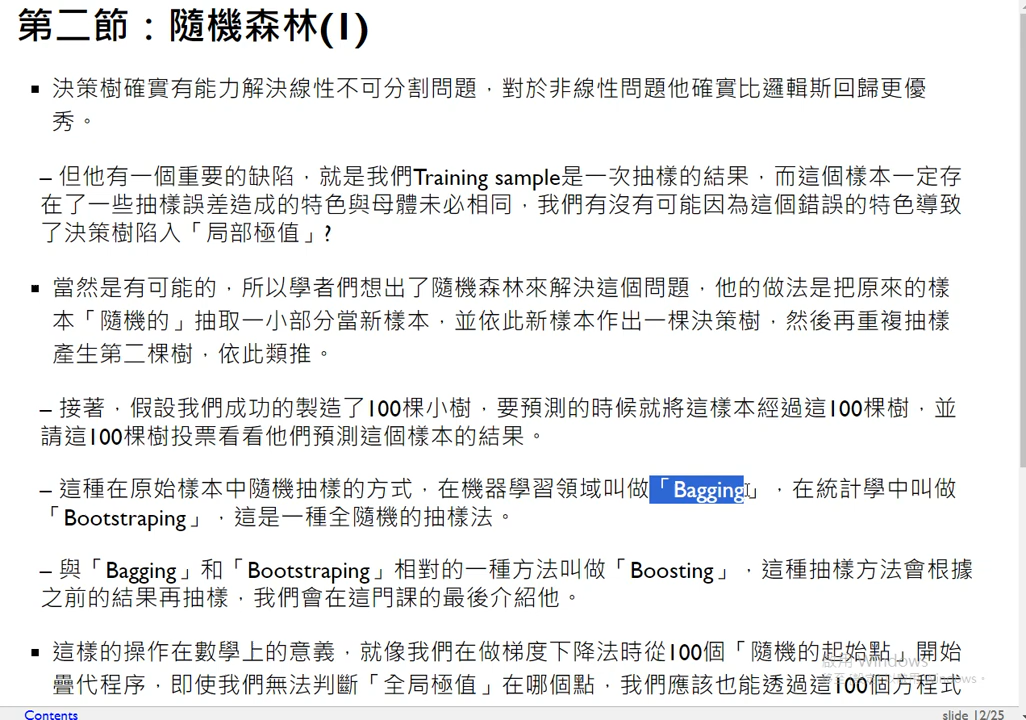 第二節：隨機森林(1)
決策樹確實有能力解決線性不可分割問題，對於非線性問題他確實比邏輯斯回歸更優
秀。
– 但他有一個重要的缺陷，就是我們Training sample是一次抽樣的結果，而這個樣本一定存
在了一些抽樣誤差造成的特色與母體未必相同，我們有沒有可能因為這個錯誤的特色導致
了決策樹陷入「局部極值」?
當然是有可能的，所以學者們想出了隨機森林來解決這個問題，他的做法是把原來的樣
本「隨機的」抽取一小部分當新樣本，並依此新樣本作出一棵決策樹，然後再重複抽樣
產生第二棵樹，依此類推。
– 接著，假設我們成功的製造了100棵小樹，要預測的時候就將這樣本經過這100棵樹，並
請這100棵樹投票看看他們預測這個樣本的結果。
– 這種在原始樣本中隨機抽樣的方式，在機器學習領域叫做「Bagging」，在統計學中叫做
「Bootstraping」，這是一種全隨機的抽樣法。
– 與「Bagging」和「Bootstraping」相對的一種方法叫做「Boosting」，這種抽樣方法會根據
之前的結果再抽樣，我們會在這門課的最後介紹他。
這樣的操作在數學上的意義，就像我們在做梯度下降法時從100個「隨機的起始點」開始
疊代程序，即使我們無法判斷「全局極值」在哪個點，我們應該也能透過這100個方程式
啟用 Windows
Contents
slide 12/25